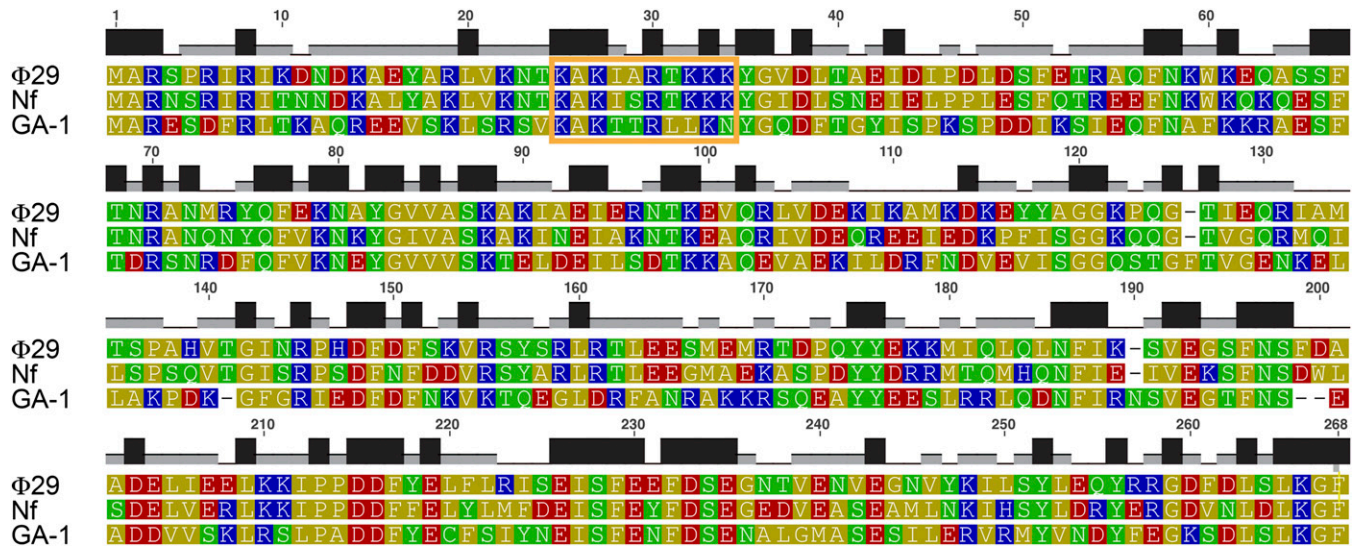 1 10 20 30 40 50 60
Φ29 MARSPRIRIKDNDKAEYARLVKNTKAKIARTKKKYGVDLTAEIDIPDLDSFETRAQFNKWKEQASSF
Nf MARNSRIRITNNDKALYAKLVKNTKAKISRTKKKYGIDLSNEIELPPLESFQTREEFNKWKQKQESF
GA-1 MARESDFRLTKAQREEVSKLSRSVKAKTTRLLKNYGQDFTGYISPKSPDDIKSIEQFNAFKKRAESF
70 80 90 100 110 120 130
Φ29 TNRANMRYQFEKNAYGVVASKAKIAEIERNTKEVQRLVDEKIKAMKDKEYYAGGKPQG-TIEQRIAM
Nf TNRANQNYQFVKNKYGIVASKAKINEIAKNTKEAQRIVDEQREEIEDKPFISGGKQQG-TVGQRMQI
GA-1 TDRSNRDFQFVKNEYGVVVSKTELDEILSDTKKAQEVAEKILDRFNDVEVISGGQSTGFTVGENKEL
140 150 160 170 180 190 200
Φ29 TSPAHVTGINRPHDFDFSKVRSYSRLRTLEESMEMRTDPQYYEKKMIQLQLNFIK-SVEGSFNSFDA
Nf LSPSQVTGISRPSDFNFDDVRSYARLRTLEEGMAEKASPDYYDRRMTQMHQNFIE-IVEKSFNSDWL
GA-1 LAKPDK-GFGRIEDFDFNKVKTQEGLDRFANRAKKRSQEAYYEESLRRLQDNFIRNSVEGTFNS--E
210 220 230 240 250 260 268
Φ29 ADELIEELKKIPPDDFYELFLRISEISFEEFDSEGNTVENVEGNVYKILSYLEQYRRGDFDLSLKGF
Nf SDELVERLKKIPPDDFFELYLMFDEISFEYFDSEGEDVEASEAMLNKIHSYLDRYERGDVNLDLKGF
GA-1 ADDVVSKLRSLPADDFYECFSIYNEISFENFDSENALGMASESILERVRMYVNDYFEGKSDLSLKGF